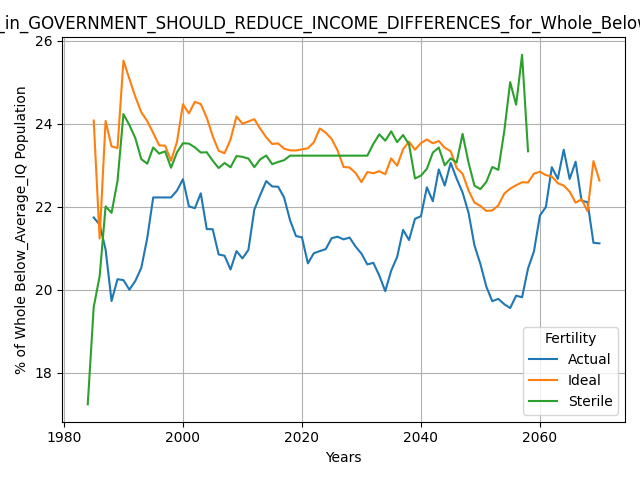 _in_GOVERNMENT_SHOULD_REDUCE_INCOME_DIFFERENCES_for_Whole_Below
% of Whole Below_Average_IQ Population
26
24
22
20
18
1980
2000
2020
2040
2060
Years
Fertility
Actual
Ideal
Sterile